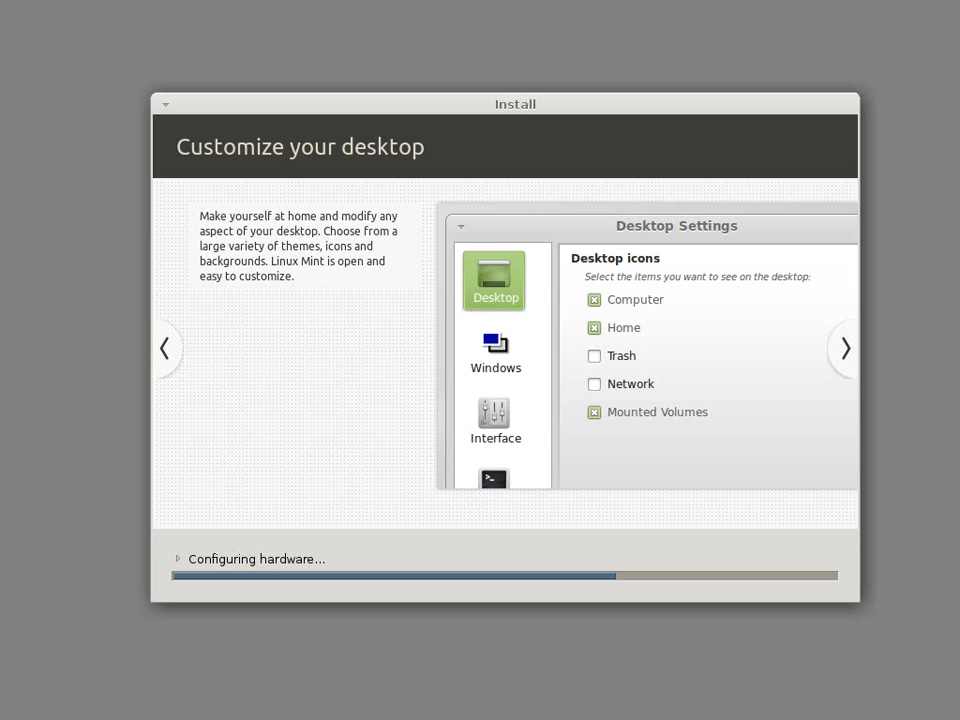 Install
Customize your desktop
Make yourself at home and modify any
aspect of your desktop. Choose from a
large variety of themes, icons and
backgrounds. Linux Mint is open and
easy to customize.
Desktop Settings
Desktop
Windows
Interface
>_
Desktop icons
Select the items you want to see on the desktop:
Computer
Home
Trash
Network
Mounted Volumes
Configuring hardware...